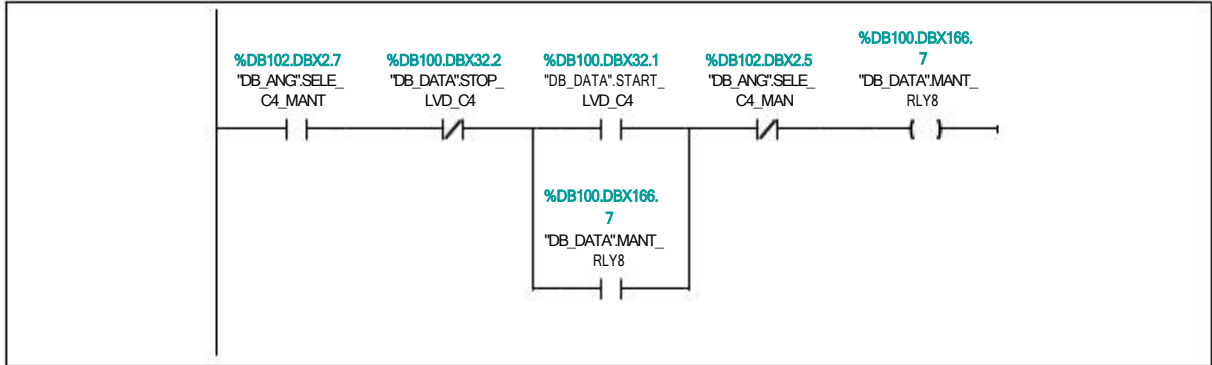 %DB100.DBX166.
%DB102.DBX2.7 %DB100.DBX32.2 %DB100.DBX32.1 %DB102.DBX2.5 7
"DB_ANG".SELE_ "DB_DATA".STOP_ "DB_DATA".START_ "DB_ANG".SELE_ "DB_DATA".MANT_
C4_MANT LVD_C4 LVD_C4 C4_MAN RLY8
%DB100.DBX166.
7
"DB_DATA".MANT_
RLY8